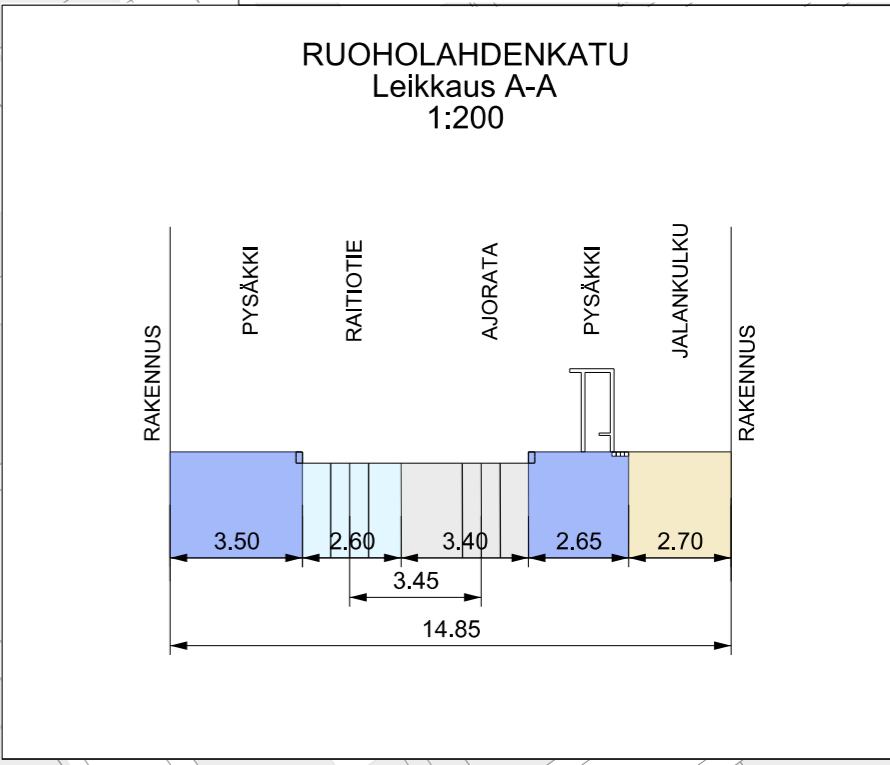 RUOHOLAHDENKATU
Leikkaus A-A
1:200
RAKENNUS
PYSÄKKI
RAITIOTIE
AJORATA
PYSÄKKI
JALANKULKU
RAKENNUS
3.50
2.60
3.40
2.65
2.70
3.45
14.85